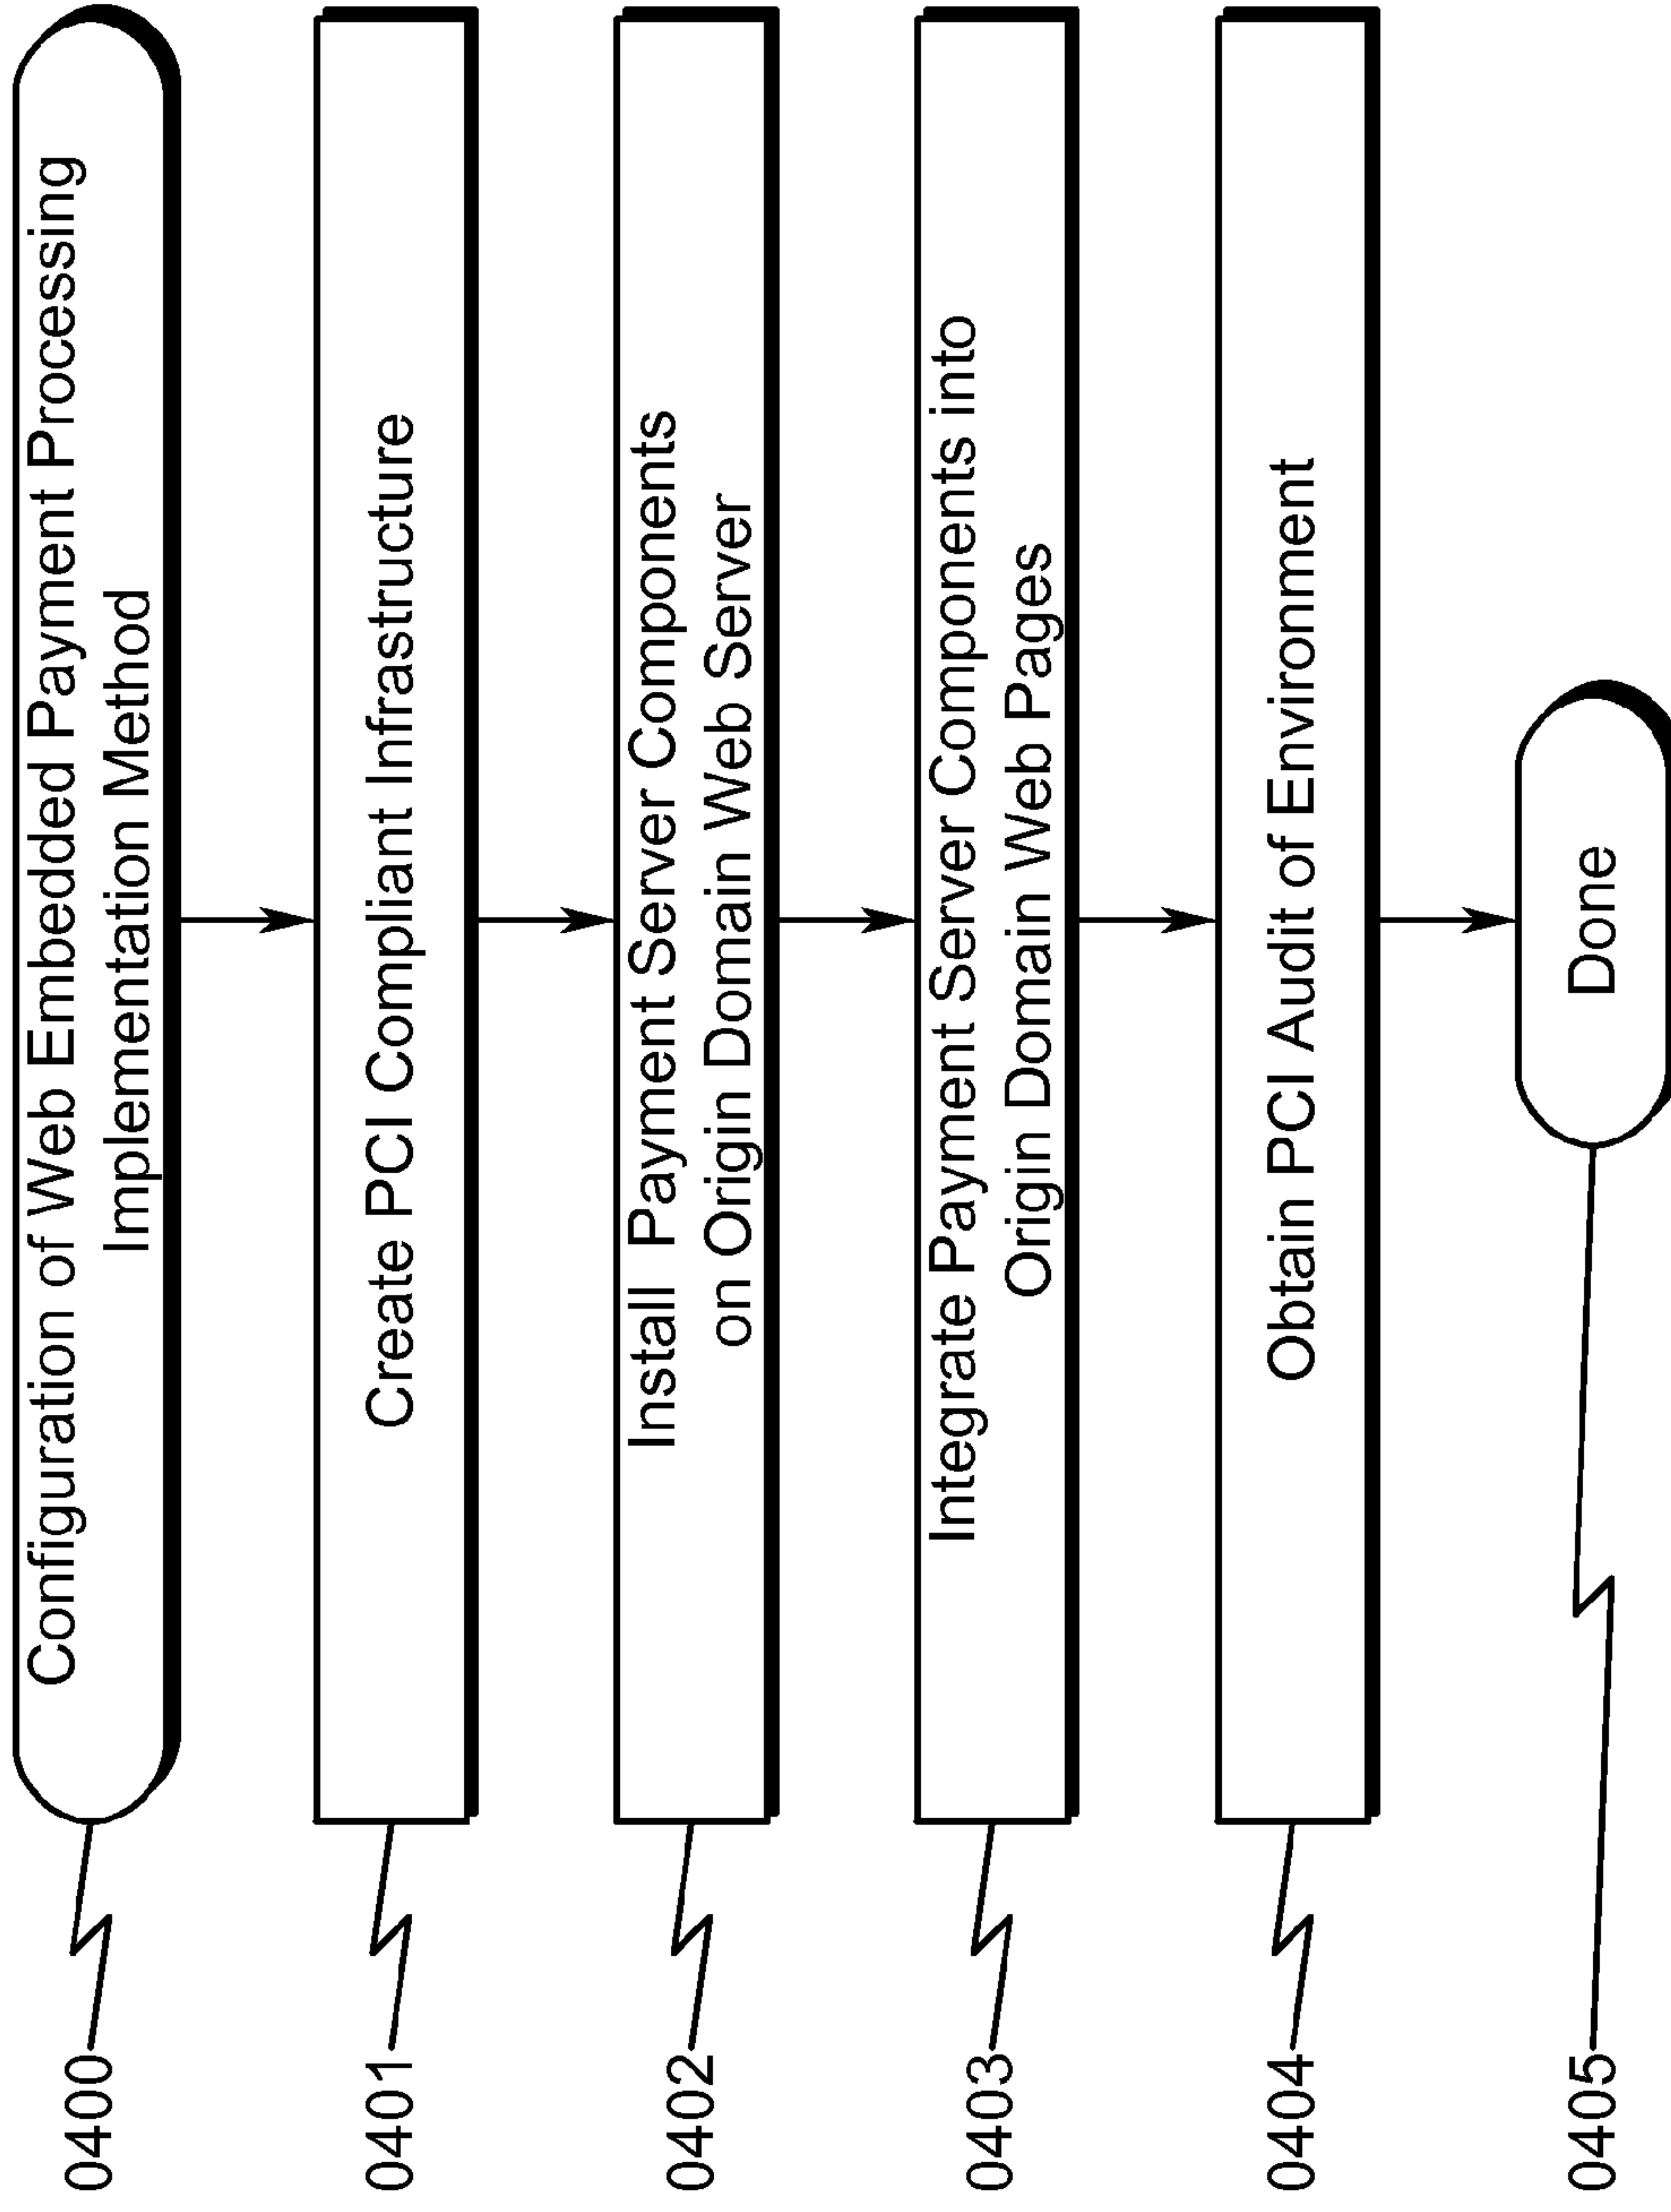 0400
Configuration of Web Embedded Payment Processing
Implementation Method
0401
Create PCI Compliant Infrastructure
0402
Install Payment Server Components
on Origin Domain Web Server
0403
Integrate Payment Server Components into
Origin Domain Web Pages
0404
Obtain PCI Audit of Environment
0405
Done